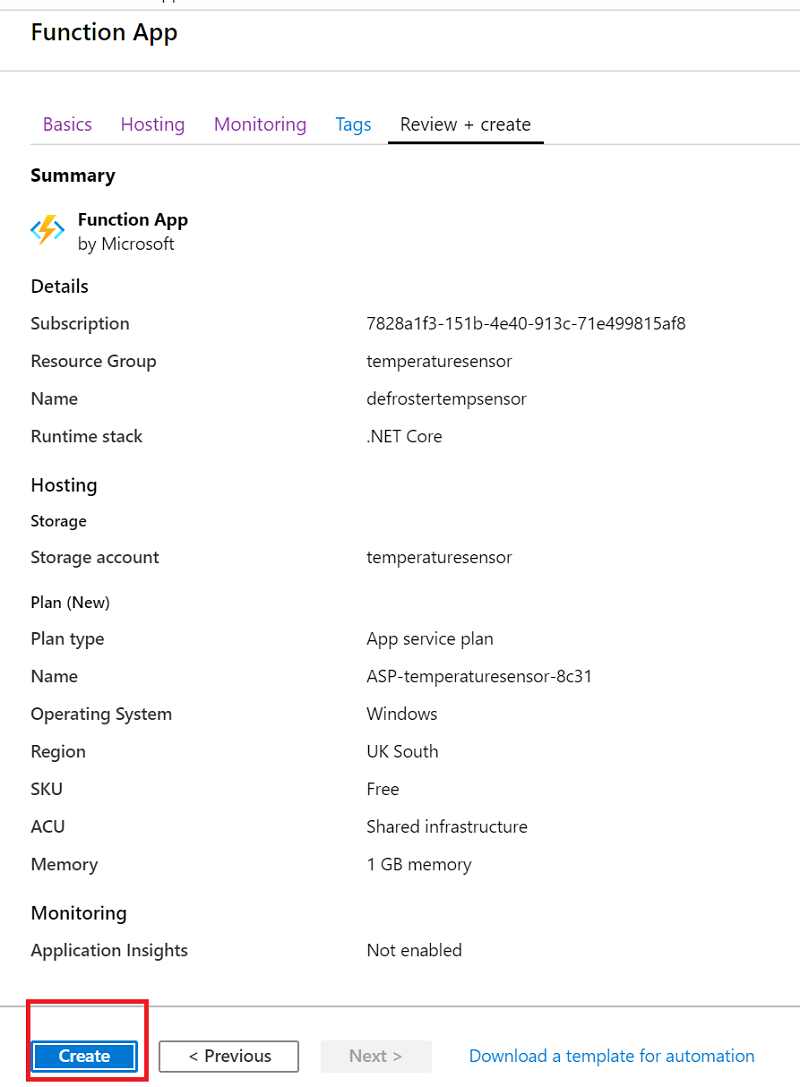 Function App
Basics Hosting Monitoring Tags Review + create
Summary
Function App
by Microsoft
Details
Subscription 7828a1f3-151b-4e40-913c-71e499815af8
Resource Group temperaturesensor
Name defrostertempsensor
Runtime stack .NET Core
Hosting
Storage
Storage account temperaturesensor
Plan (New)
Plan type App service plan
Name ASP-temperaturesensor-8c31
Operating System Windows
Region UK South
SKU Free
ACU Shared infrastructure
Memory 1 GB memory
Monitoring
Application Insights Not enabled
Create < Previous Next > Download a template for automation